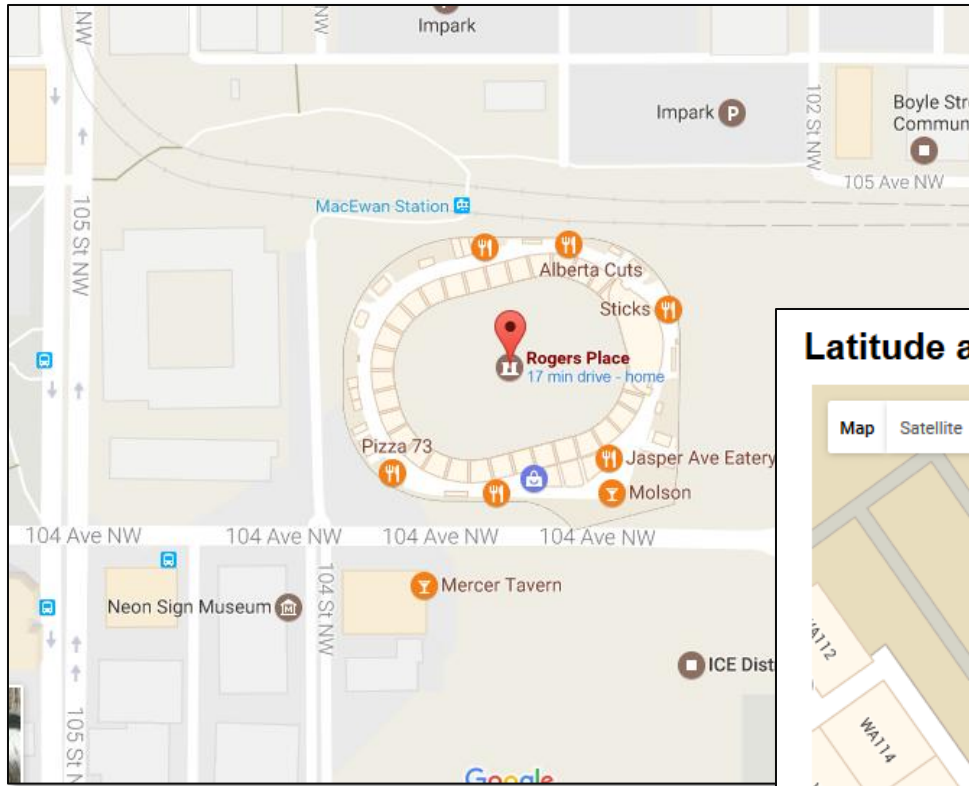 NW
NW
Impark
Impark P
102 St NW
Boyle Str
Commun
105 Ave NW
105 St NW
MacEwan Station
Alberta Cuts
Sticks
Rogers Place
17 min drive - home
Pizza 73
Jasper Ave Eatery
Molson
104 Ave NW
104 Ave NW
104 Ave NW
104 Ave NW
Neon Sign Museum
104 St NW
Mercer Tavern
ICE Dist
105 St N
Google
Latitude a
Map Satellite
WA112
WA114